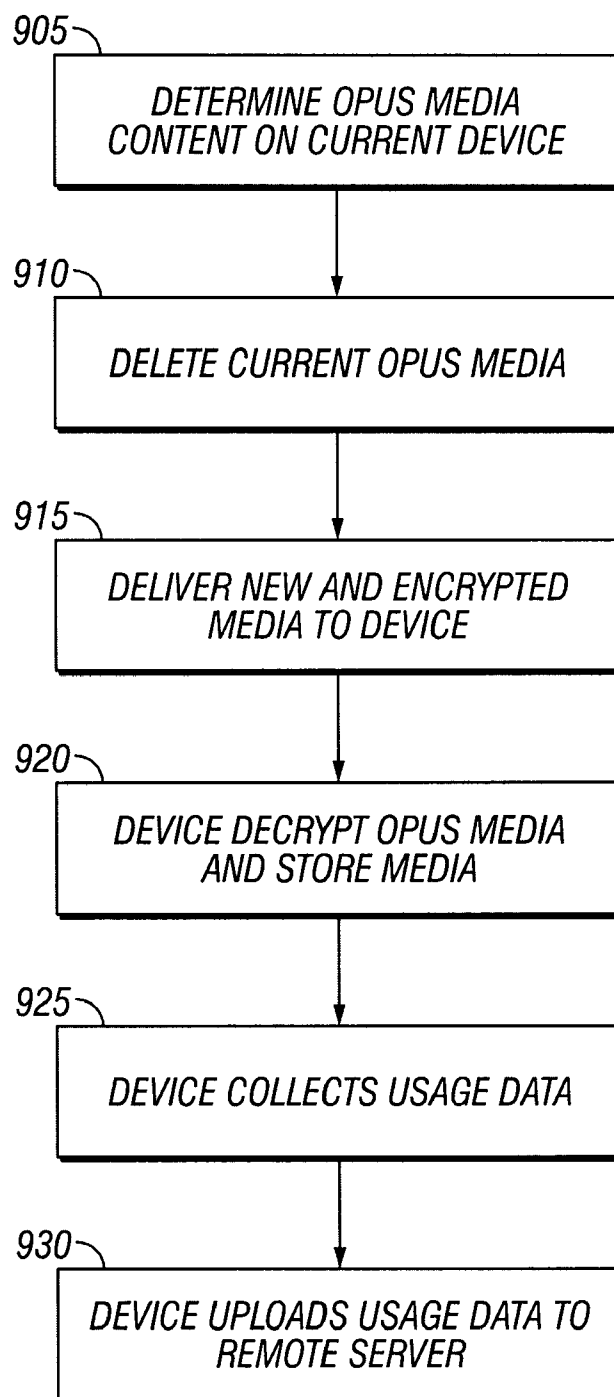 905
DETERMINE OPUS MEDIA
CONTENT ON CURRENT DEVICE
910
DELETE CURRENT OPUS MEDIA
915
DELIVER NEW AND ENCRYPTED
MEDIA TO DEVICE
920
DEVICE DECRYPT OPUS MEDIA
AND STORE MEDIA
925
DEVICE COLLECTS USAGE DATA
930
DEVICE UPLOADS USAGE DATA TO
REMOTE SERVER